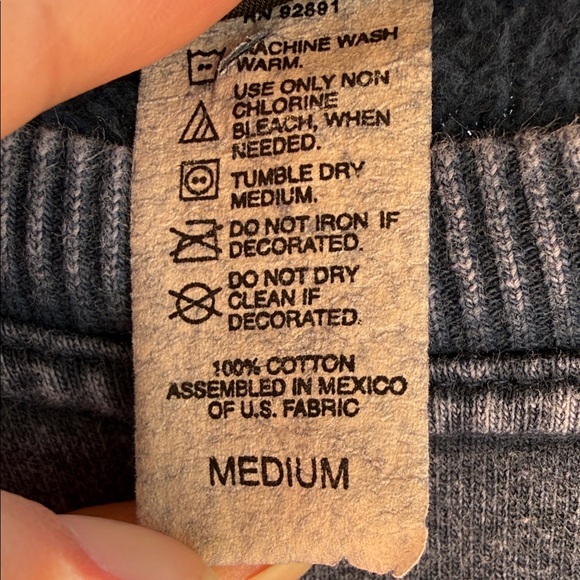 RN 92891
MACHINE WASH
WARM.
USE ONLY NON
CHLORINE
BLEACH, WHEN
NEEDED.
TUMBLE DRY
MEDIUM.
DO NOT IRON IF
DECORATED.
DO NOT DRY
CLEAN IF
DECORATED.
100% COTTON
ASSEMBLED IN MEXICO
OF U.S. FABRIC
MEDIUM